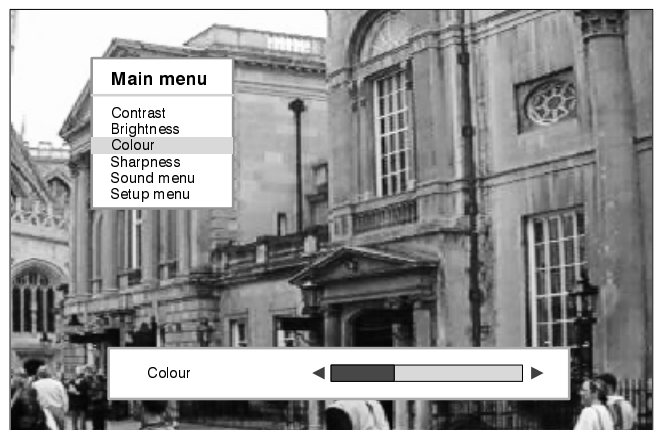 Main menu
Contrast
Brightness
Colour
Sharpness
Sound menu
Setup menu
Colour